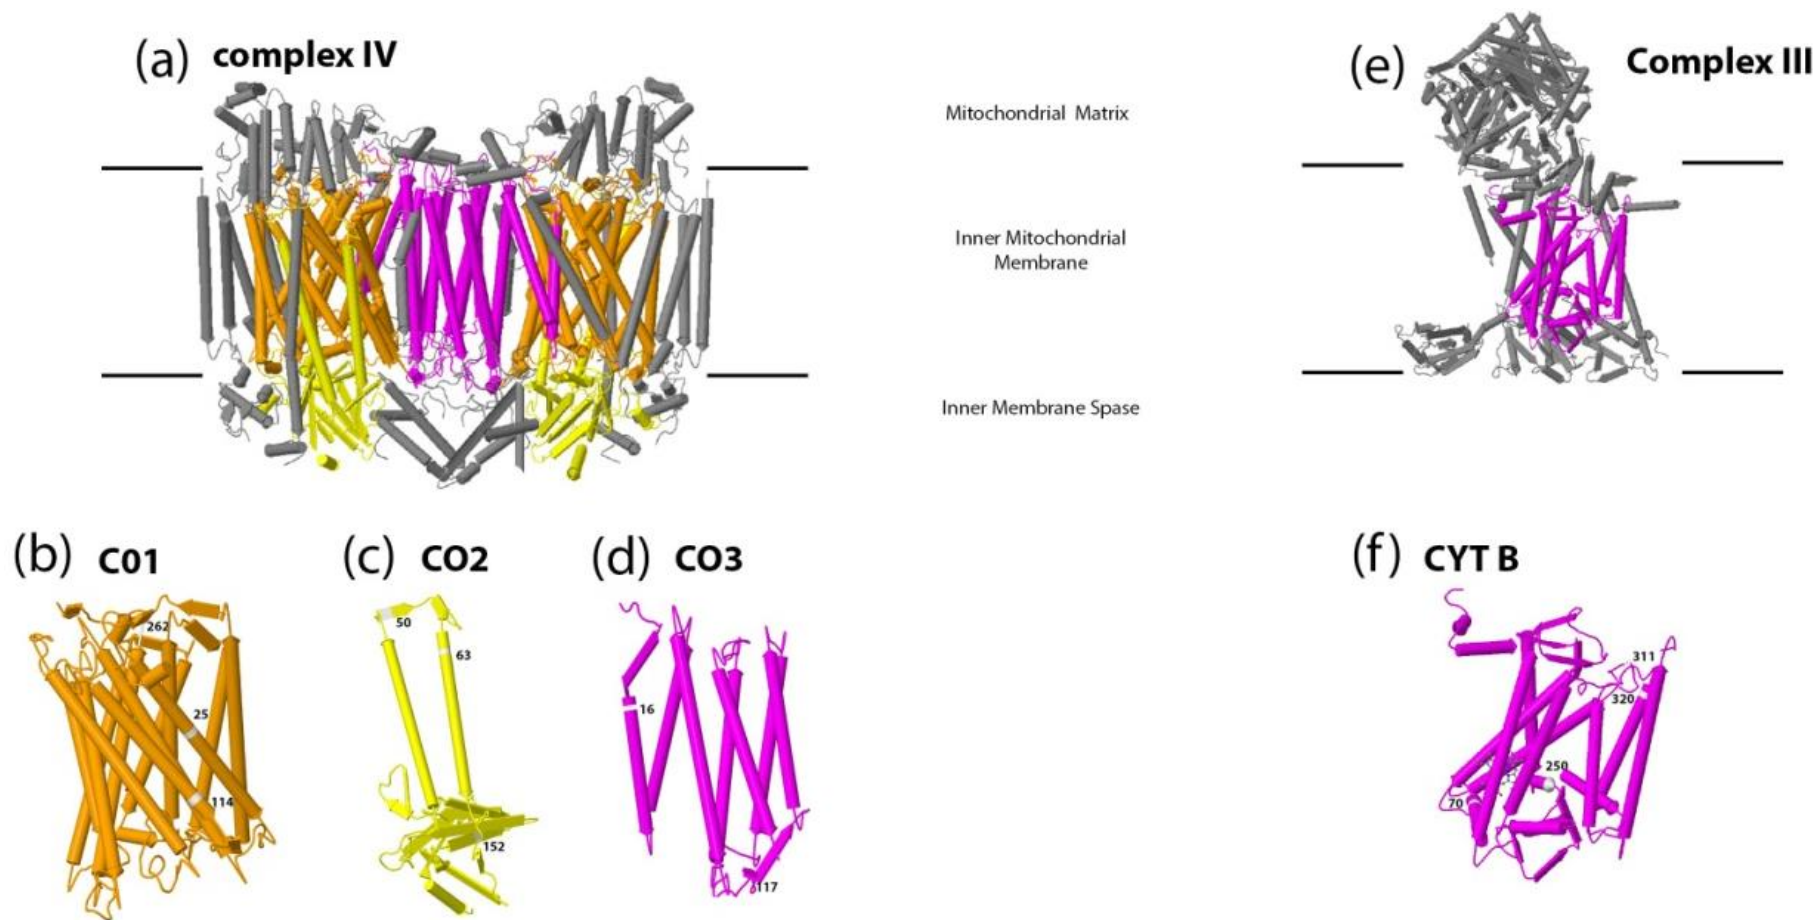 (a) complex IV
(e) Complex III
Mitochondrial Matrix
Inner Mitochondrial
Membrane
Inner Membrane Spase
(b) C01
(c) CO2
(d) CO3
(f) CYT B
262
25
114
50
63
152
16
117
311
320
250
70